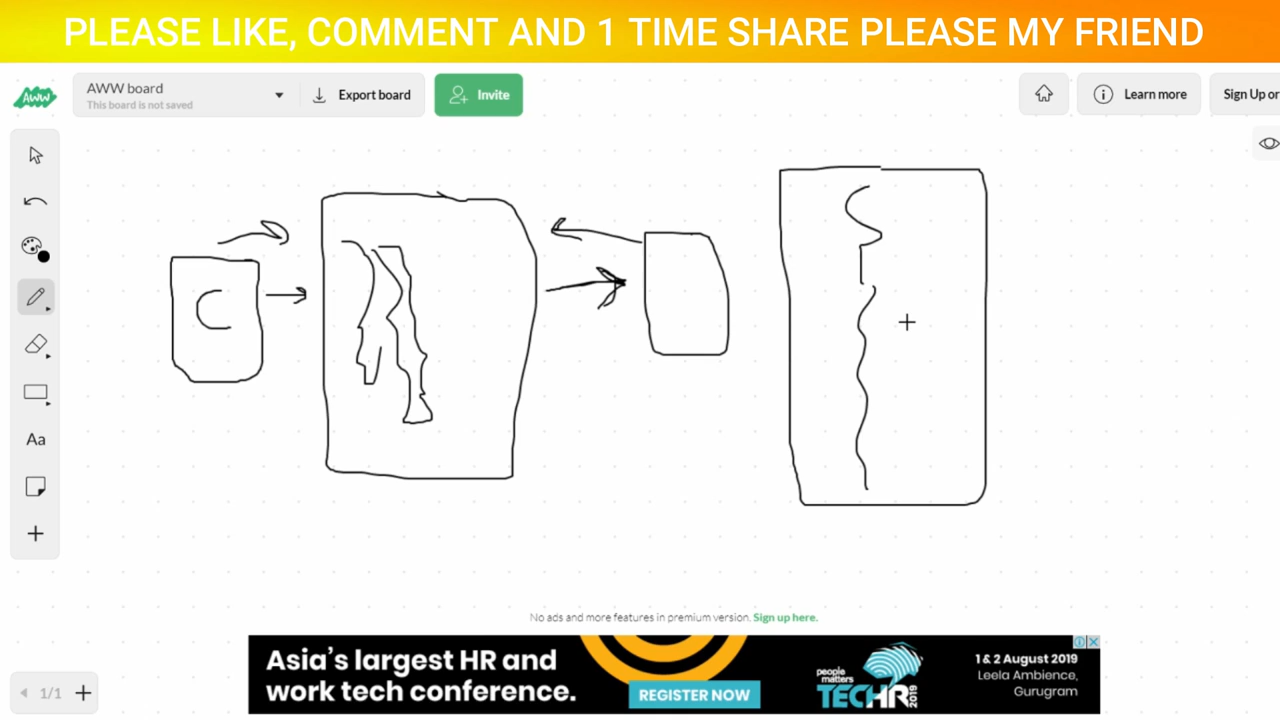 PLEASE LIKE, COMMENT AND 1 TIME SHARE PLEASE MY FRIEND
AWW
AWW board
This board is not saved
Export board
Invite
Learn more
Sign Up or
C
Aa
No ads and more features in premium version. Sign up here.
Asia's largest HR and
work tech conference.
REGISTER NOW
people
matters
TECHR
2019
1 & 2 August 2019
Leela Ambience,
Gurugram
1/1